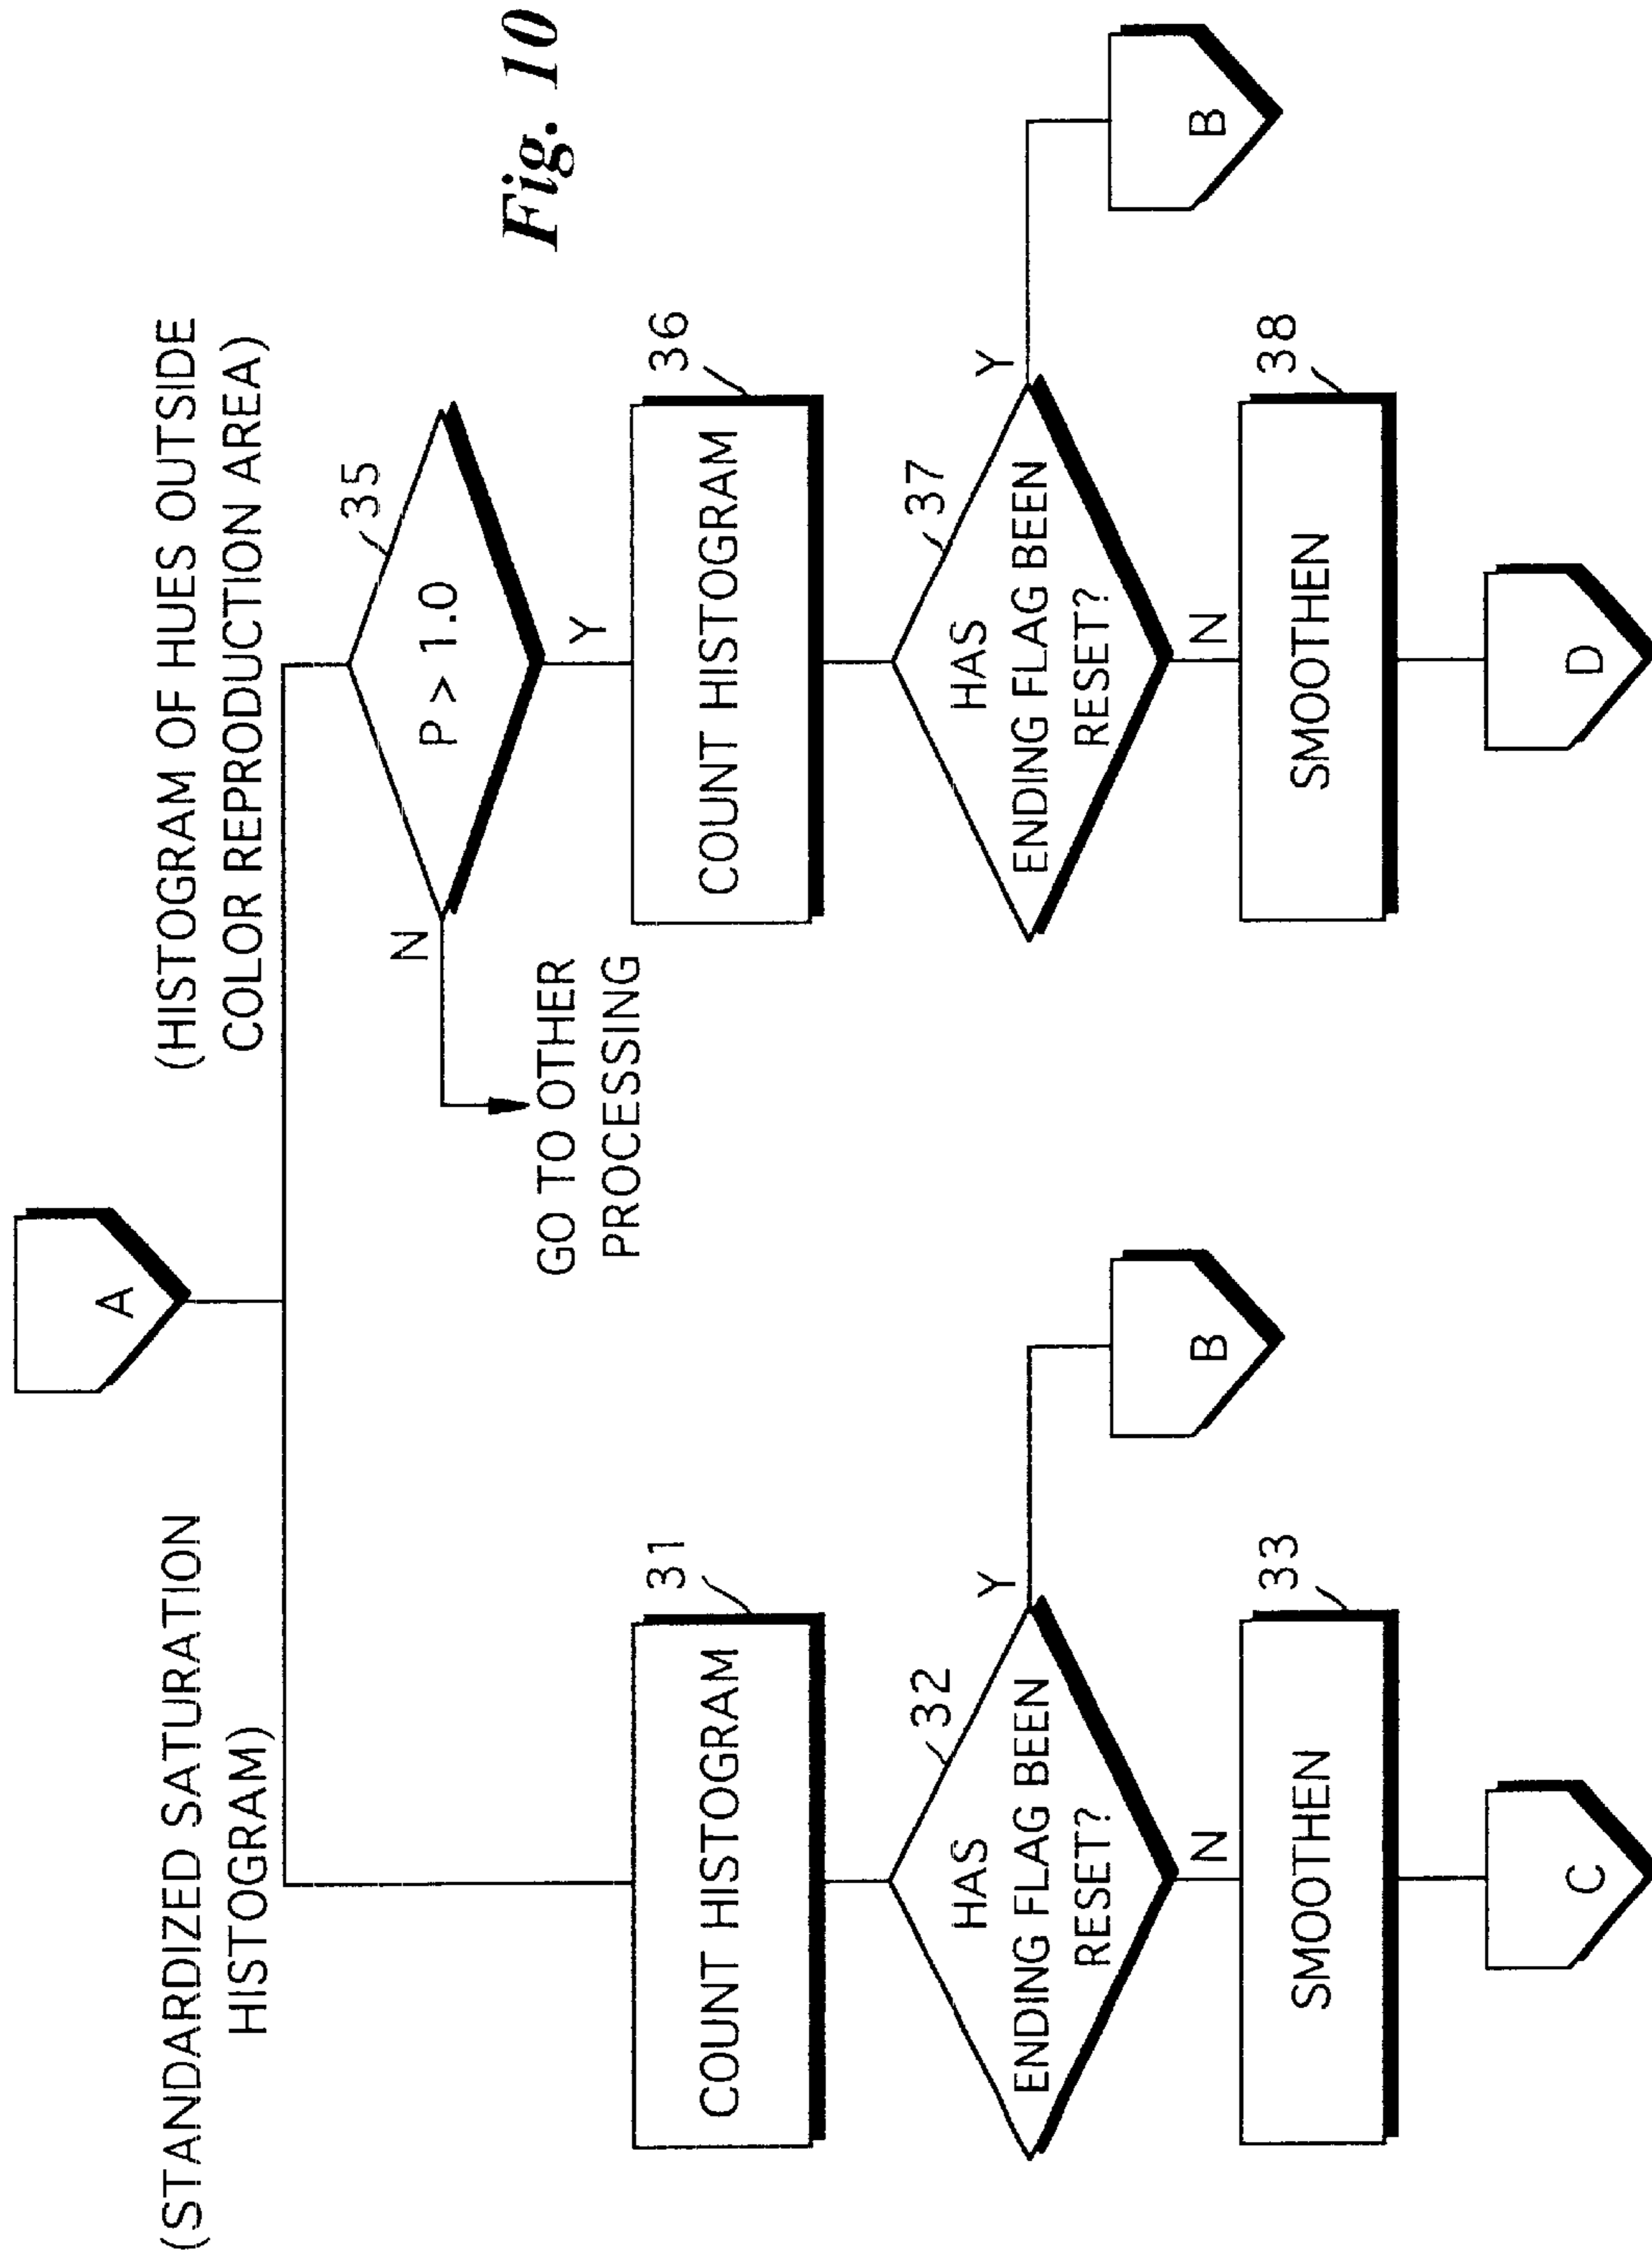 Fig. 10
A
(STANDARDIZED SATURATION
HISTOGRAM)
31
COUNT HISTOGRAM
32
HAS
ENDING FLAG BEEN
RESET?
Y
B
N
33
SMOOTHEN
C
(HISTOGRAM OF HUES OUTSIDE
COLOR REPRODUCTION AREA)
35
P > 1.0
N
GO TO OTHER
PROCESSING
Y
36
COUNT HISTOGRAM
37
HAS
ENDING FLAG BEEN
RESET?
Y
B
N
38
SMOOTHEN
D